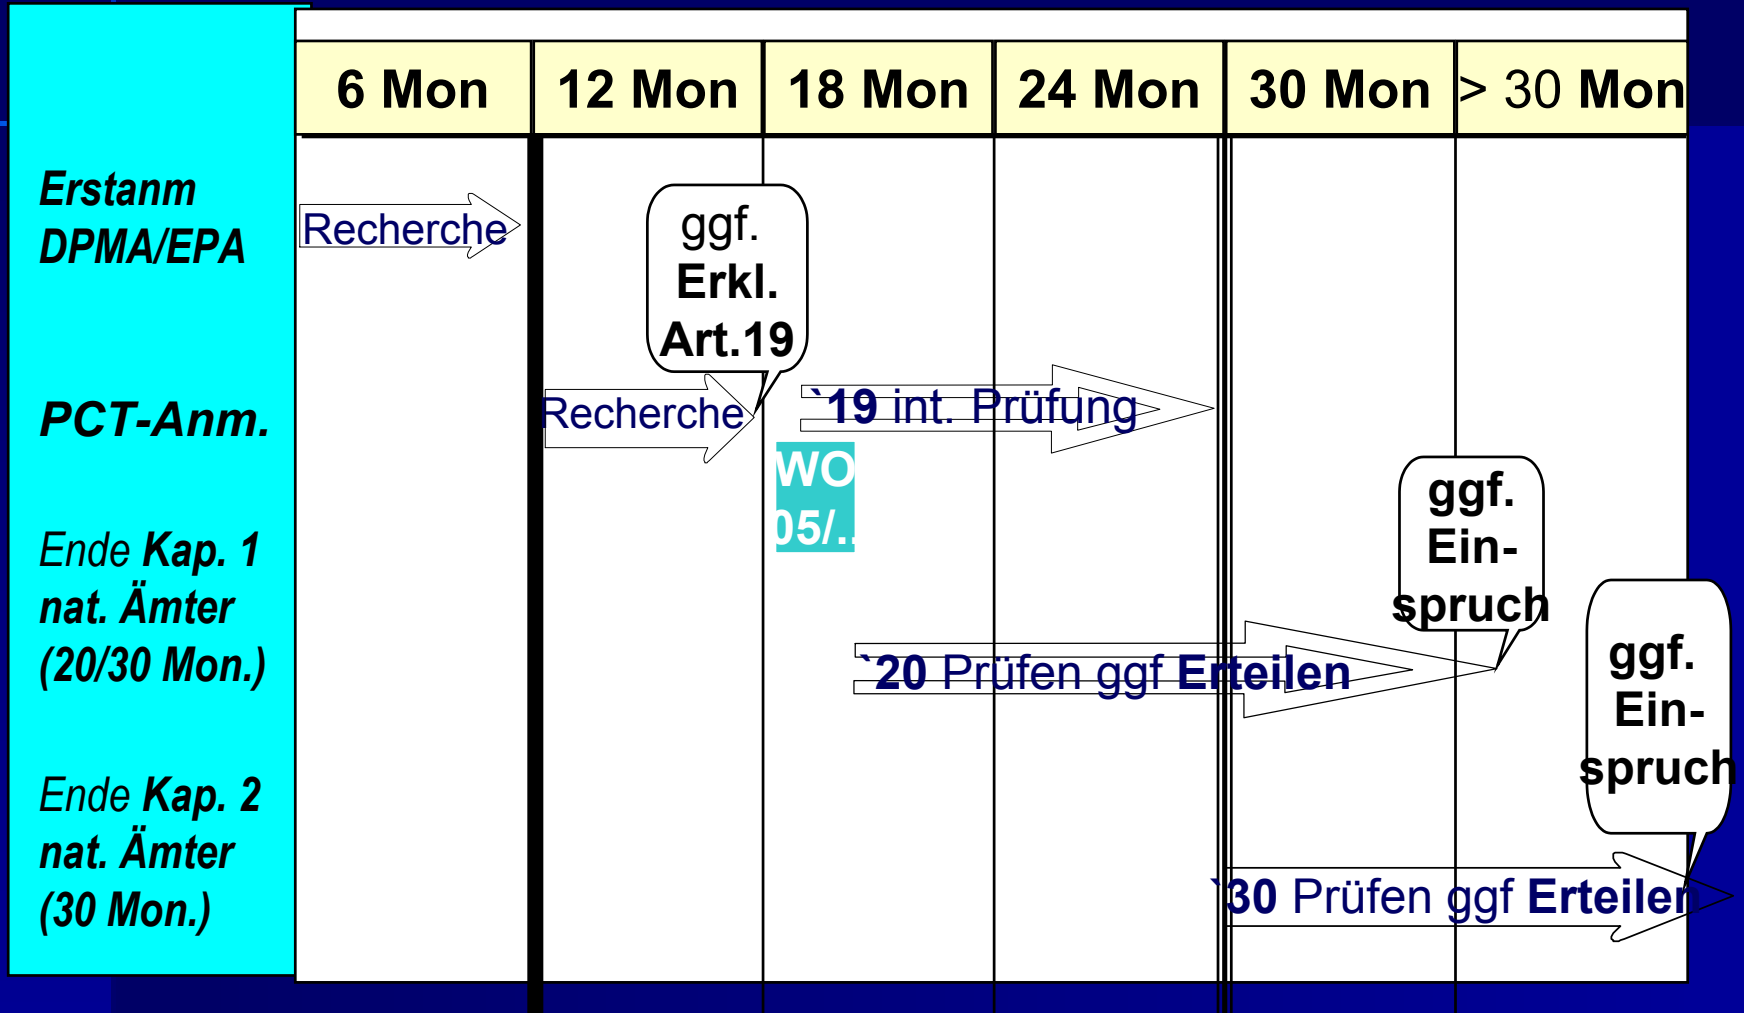 6 Mon 12 Mon 18 Mon 24 Mon 30 Mon > 30 Mon
Erstanm
DPMA/EPA
Recherche
ggf.
Erkl.
Art.19
PCT-Anm.
Recherche
`19 int. Prüfung
WO
05/..
Ende Kap. 1
nat. Ämter
(20/30 Mon.)
`20 Prüfen ggf Erteilen
ggf.
Ein-
spruch
ggf.
Ein-
spruch
Ende Kap. 2
nat. Ämter
(30 Mon.)
`30 Prüfen ggf Erteilen